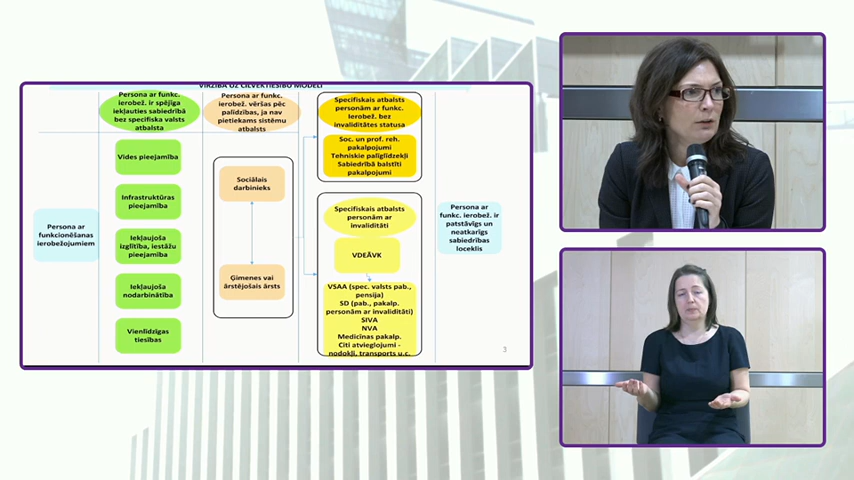 VIRZĪBA UZ CILVĒKTIESĪBU MODELI
Persona ar
funkcionēšanas
ierobežojumiem
Persona ar funkc.
ierobež. ir spējīga
iekļauties sabiedrībā
bez specifiska valsts
atbalsta
Vides pieejamība
Infrastruktūras
pieejamība
Iekļaujoša
izglītība, iestāžu
pieejamība
Iekļaujoša
nodarbinātība
Vienlīdzīgas
tiesības
Persona ar funkc.
ierobež. vēršas pēc
palīdzības, ja nav
pietiekams sistēmu
atbalsts
Sociālais
darbinieks
Ģimenes vai
ārstējošais ārsts
Specifiskais atbalsts
personām ar funkc.
ierobež. bez
invaliditātes statusa
Soc. un prof. reh.
pakalpojumi
Tehniskie palīglīdzekļi
Sabiedrībā balstīti
pakalpojumi
Specifiskais atbalsts
personām ar
invaliditāti
VDEĀVK
VSAA (spec. valsts pab.,
pensija)
SD (pab., pakalp.
personām ar invaliditāti)
SIVA
NVA
Medicīnas pakalp.
Citi atvieglojumi -
nodokļi, transports u.c.
Persona ar
funkc. ierobež. ir
patstāvīgs un
neatkarīgs
sabiedrības
loceklis
3